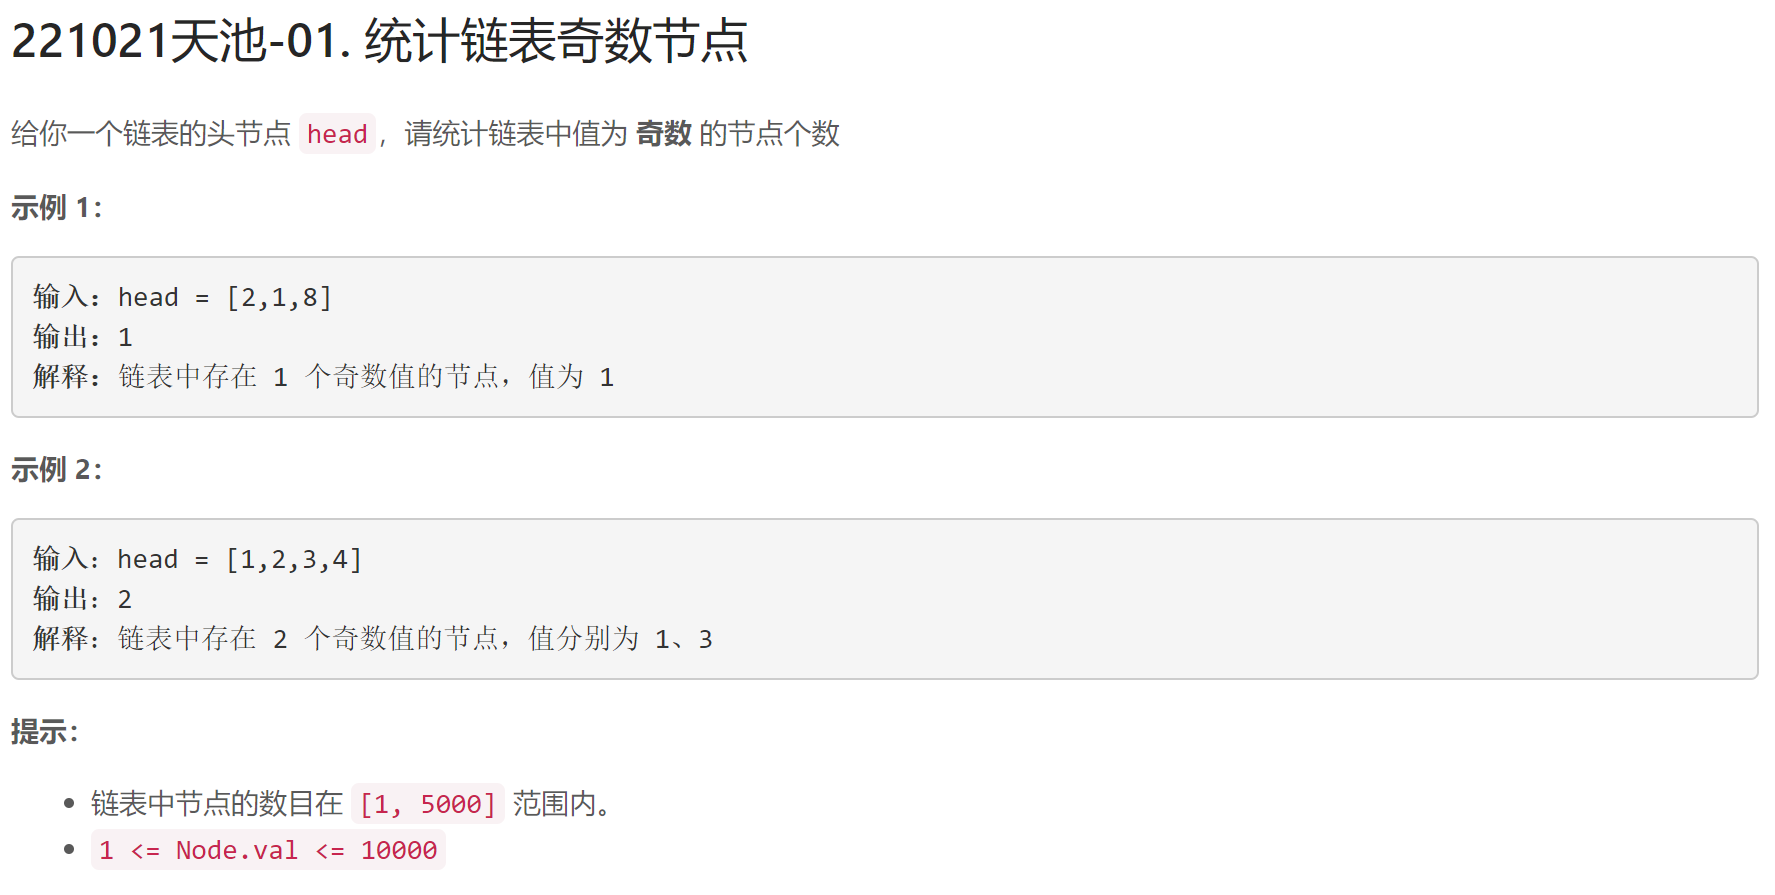 221021天池-01. 统计链表奇数节点
给你一个链表的头节点 head，请统计链表中值为 奇数 的节点个数
示例 1：
输入：head = [2,1,8]
输出：1
解释：链表中存在 1 个奇数值的节点，值为 1
示例 2：
输入：head = [1,2,3,4]
输出：2
解释：链表中存在 2 个奇数值的节点，值分别为 1、3
提示：
• 链表中节点的数目在 [1, 5000] 范围内。
• 1 <= Node.val <= 10000